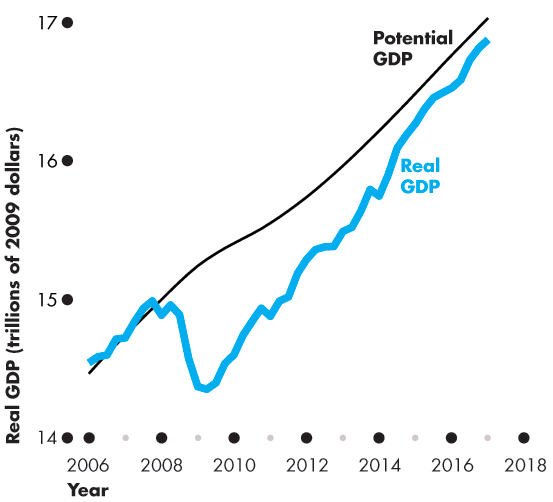 17
Potential
GDP
16
Real
GDP
15
14
2006 2008 2010 2012 2014 2016 2018
Year
Real GDP (trillions of 2009 dollars)